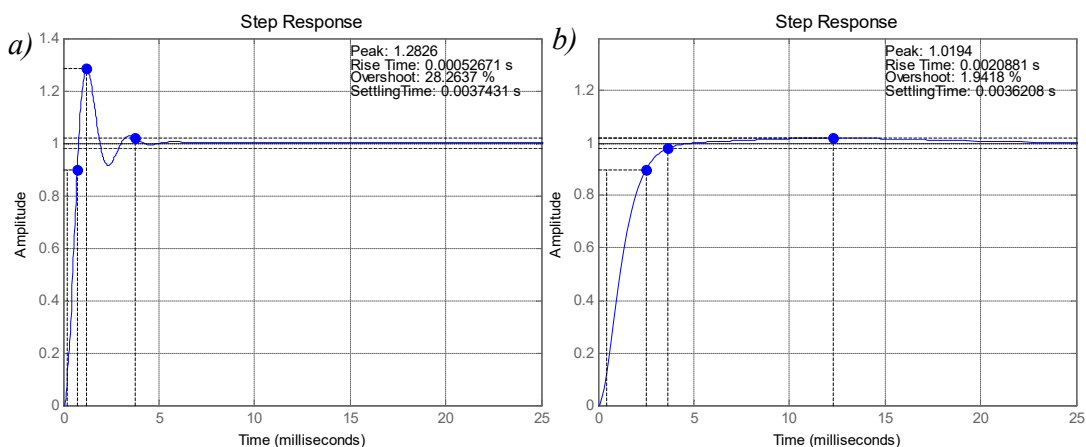 a)
Step Response
Peak: 1.2826
Rise Time: 0.00052671 s
Overshoot: 28.2637 %
SettlingTime: 0.0037431 s
Amplitude
1.4
1.2
1
0.8
0.6
0.4
0.2
0
0 5 10 15 20 25
Time (milliseconds)
b)
Step Response
Peak: 1.0194
Rise Time: 0.0020881 s
Overshoot: 1.9418 %
SettlingTime: 0.0036208 s
Amplitude
1.4
1.2
1
0.8
0.6
0.4
0.2
0
0 5 10 15 20 25
Time (milliseconds)